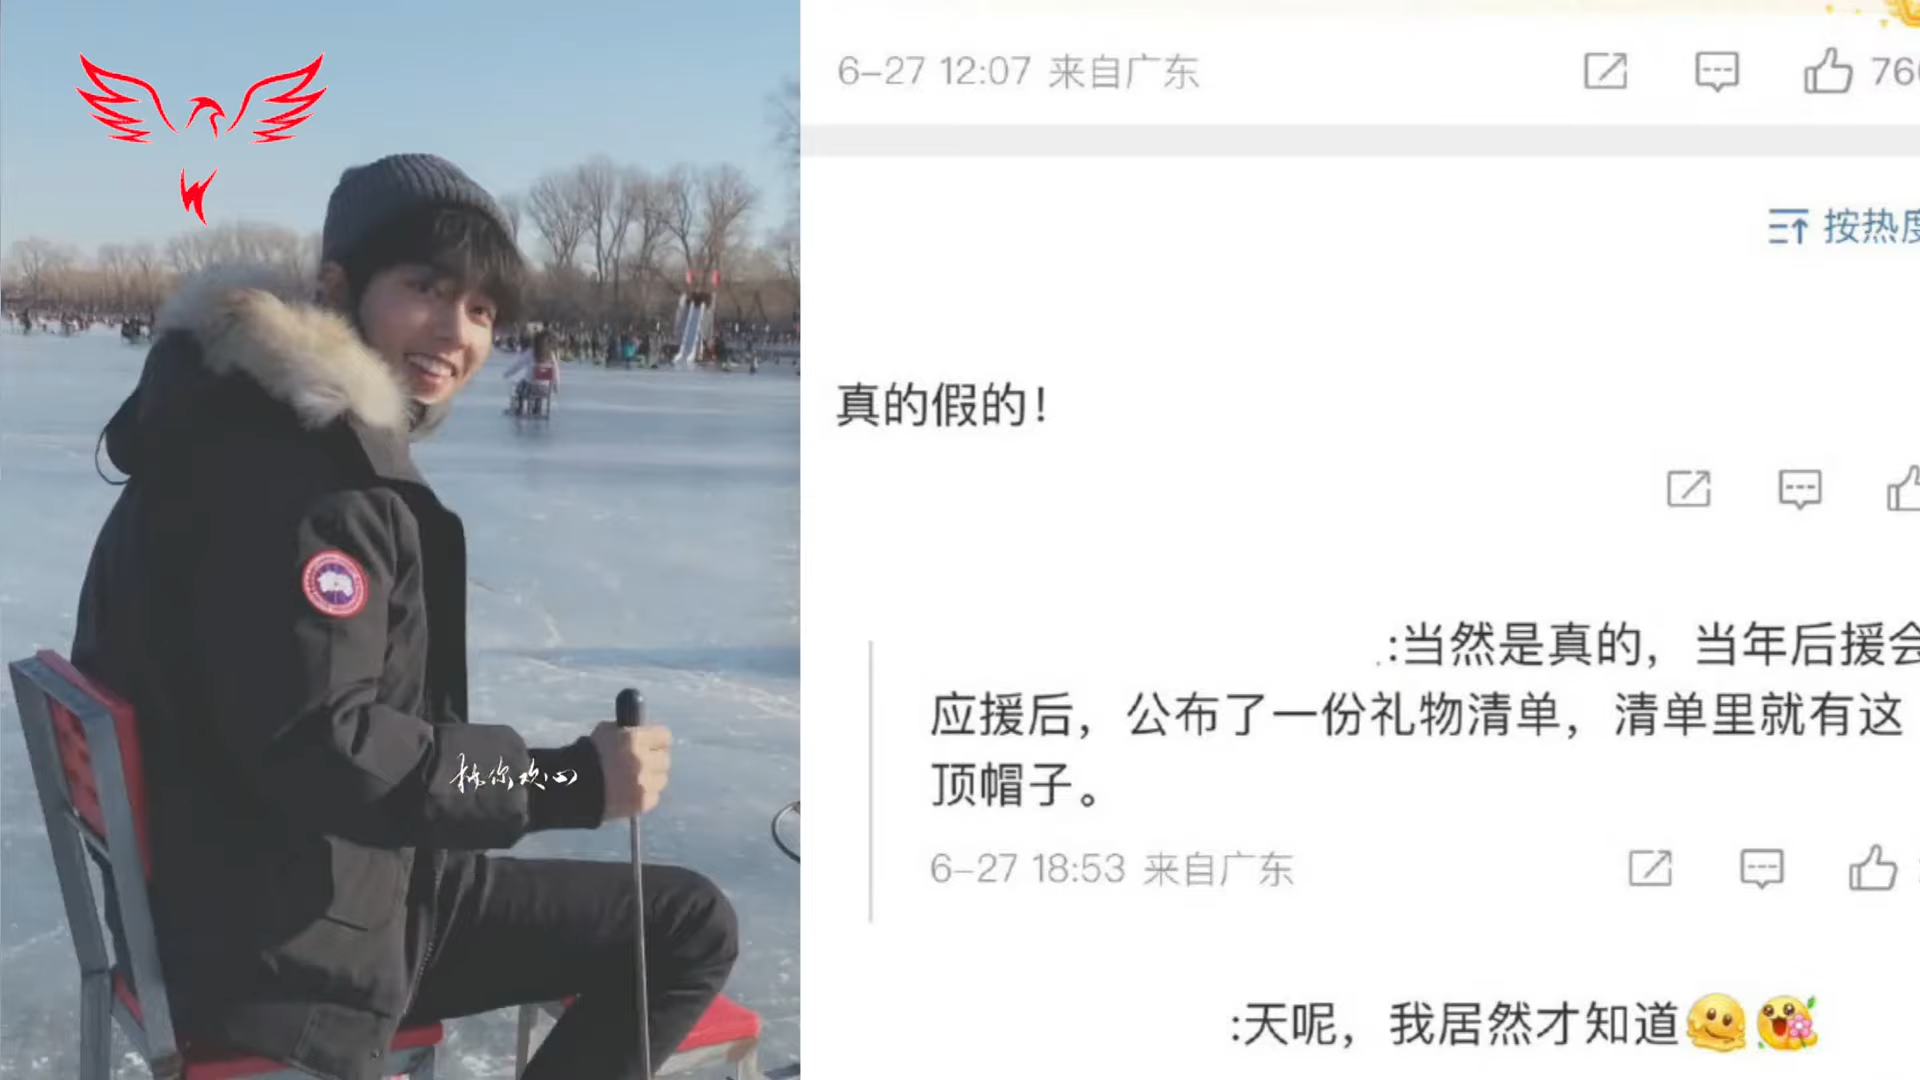 6-27 12:07 来自广东
760
按热度
真的假的!
:当然是真的，当年后援会
应援后，公布了一份礼物清单，清单里就有这
顶帽子。
6-27 18:53 来自广东
:天呢，我居然才知道